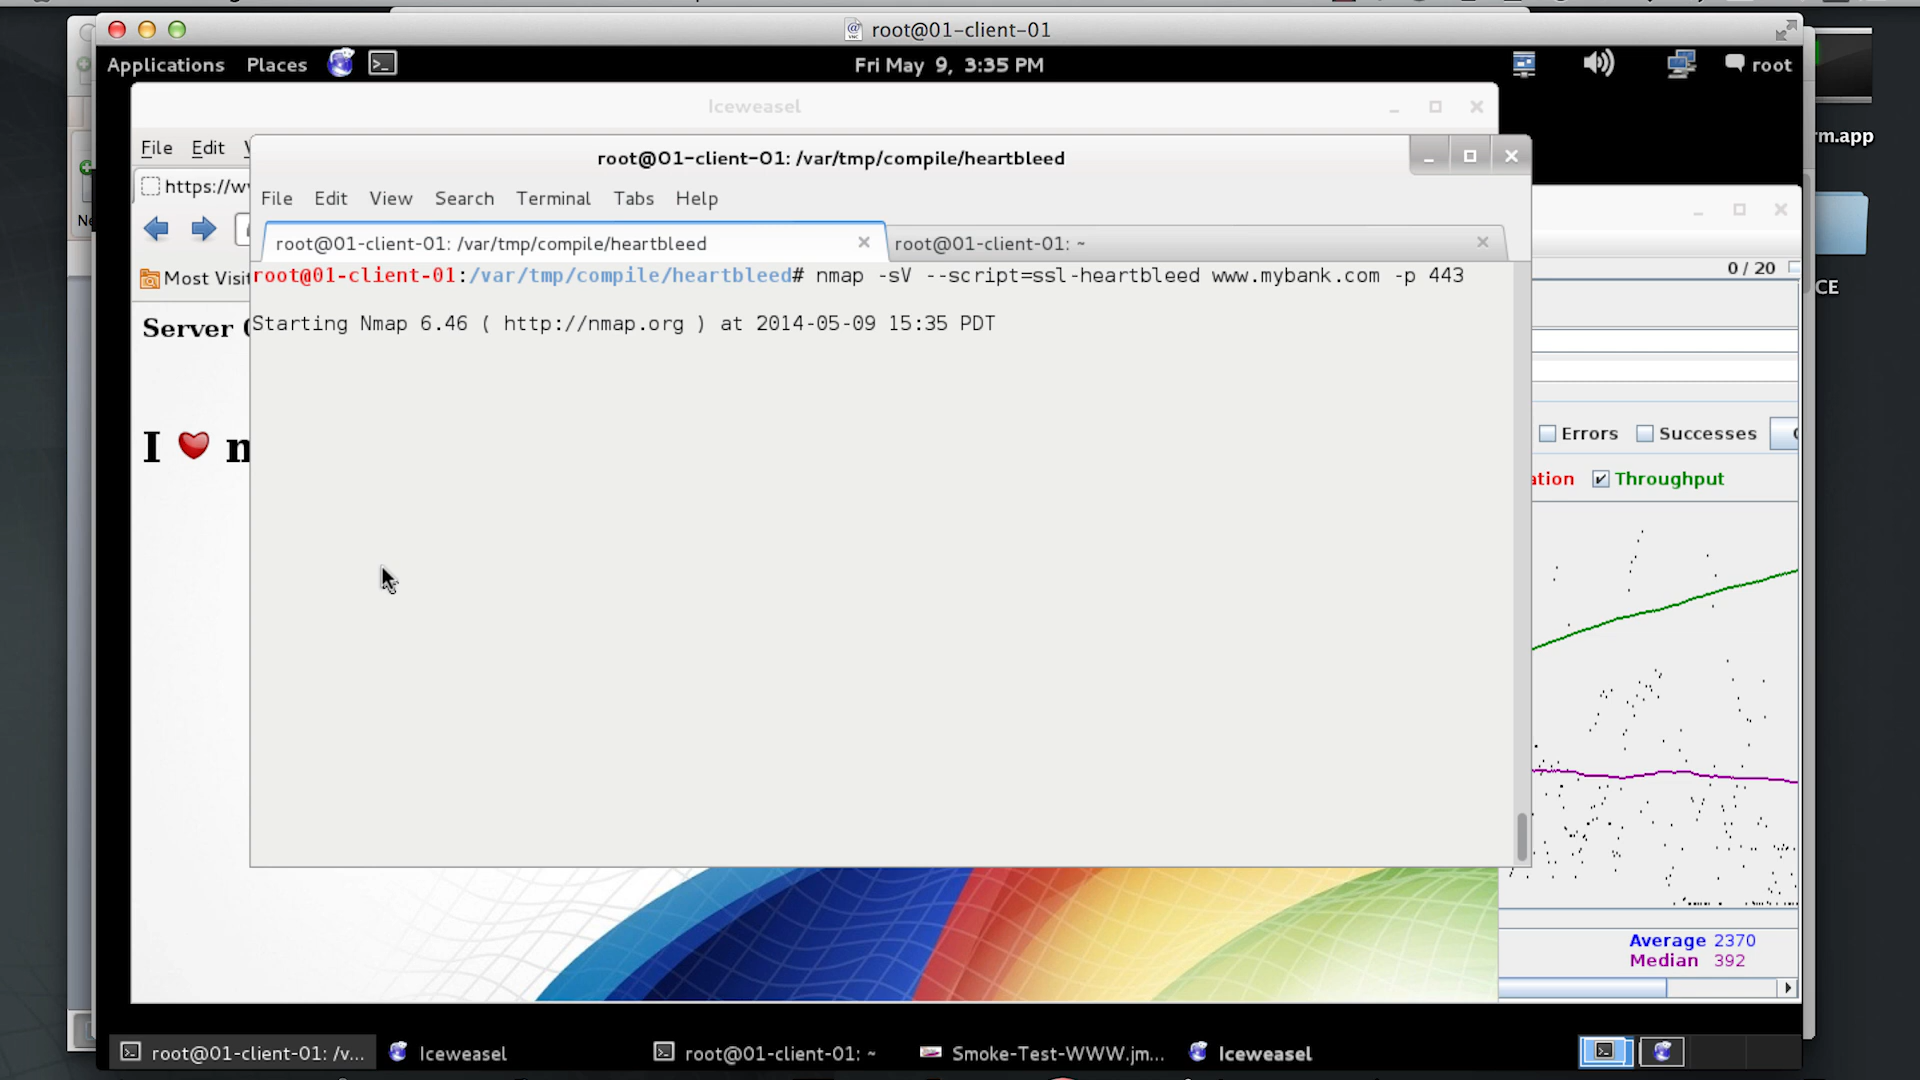 root@01-client-01
Applications Places
Fri May 9, 3:35 PM
root
Iceweasel
rm.app
File Edit
root@01-client-01: /var/tmp/compile/heartbleed
https://w
File Edit View Search Terminal Tabs Help
root@01-client-01: /var/tmp/compile/heartbleed
root@01-client-01: ~
Most Visit
root@01-client-01:/var/tmp/compile/heartbleed# nmap -sV --script=ssl-heartbleed www.mybank.com -p 443
0 / 20
CE
Server
Starting Nmap 6.46 ( http://nmap.org ) at 2014-05-09 15:35 PDT
I ❤ n
Errors Successes
ation Throughput
Average 2370
Median 392
root@01-client-01: /v...
Iceweasel
root@01-client-01: ~
Smoke-Test-WWW.jm...
Iceweasel